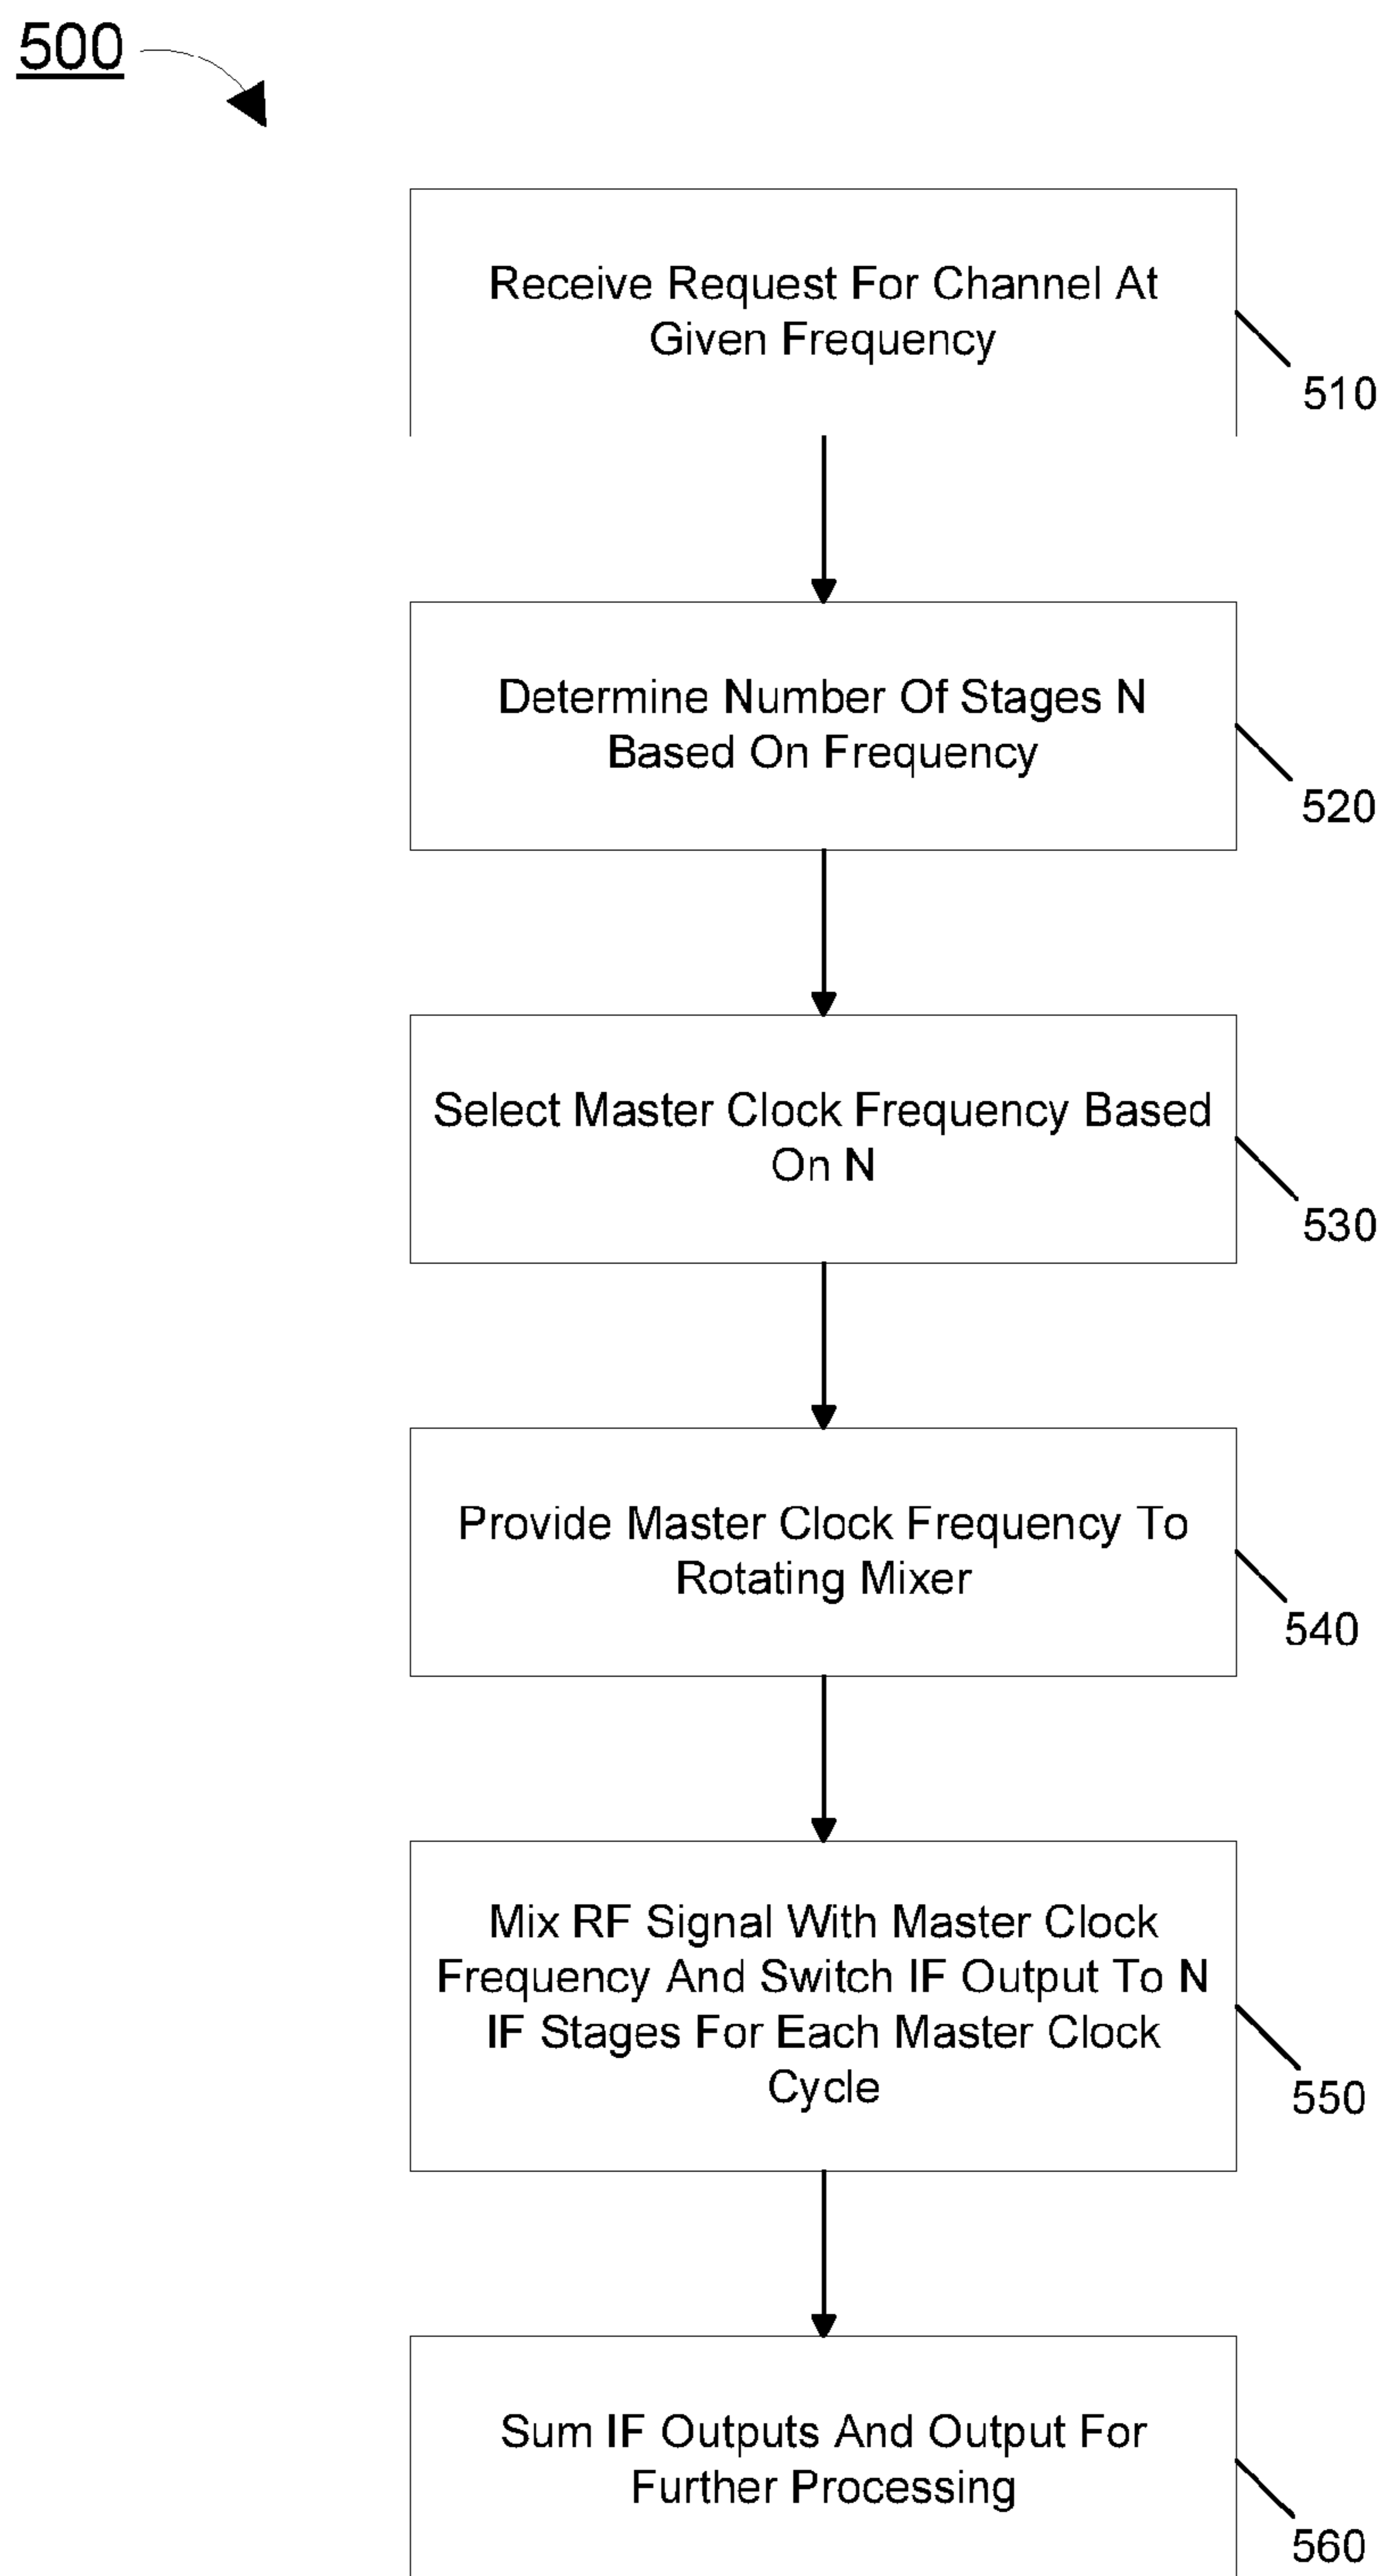 500
Receive Request For Channel At
Given Frequency
510
Determine Number Of Stages N
Based On Frequency
520
Select Master Clock Frequency Based
On N
530
Provide Master Clock Frequency To
Rotating Mixer
540
Mix RF Signal With Master Clock
Frequency And Switch IF Output To N
IF Stages For Each Master Clock
Cycle
550
Sum IF Outputs And Output For
Further Processing
560